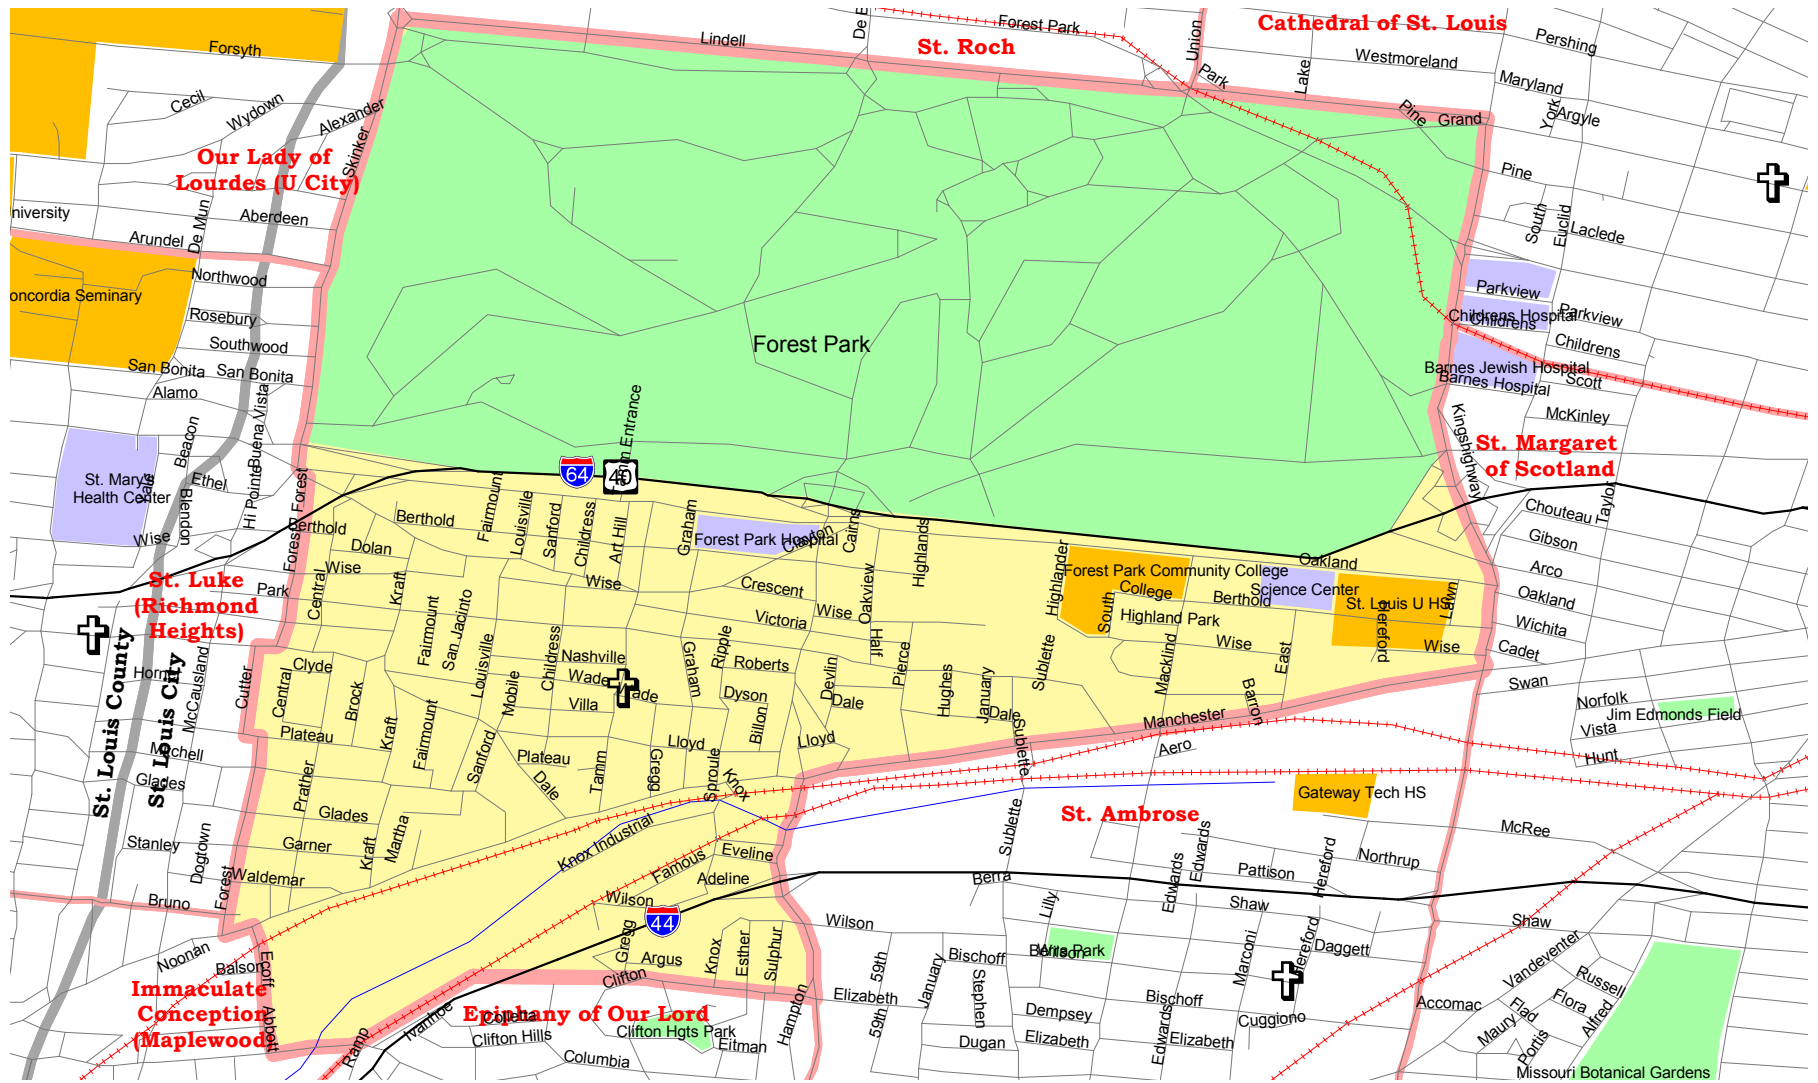 Forest Park
Cathedral of St. Louis
Pershing
Lindell
St. Roch
Union
Westmoreland
Forsyth
Park
Lake
Maryland
Cecil
Wydown
Alexander
Pine
Grand
York
Argyle
Skinker
Our Lady of
Lourdes (U City)
Pine
niversity
De Mun
Aberdeen
South
Euclid
Laclede
Arundel
Northwood
oncordia Seminary
Parkview
Rosebury
Childrens Hospital
Childrens
Parkview
Southwood
Forest Park
Childrens
San Bonita
San Bonita
Barnes Jewish Hospital
Barnes Hospital
Scott
Alamo
McKinley
Beacon
Buena Vista
Kingshighway
St. Margaret
of Scotland
64
40
St. Marys
Health Center
Yale
Ethel
Blendon
Hi Pointe
Forest
Forest
Fairmount
Louisville
Sanford
Childress
Art Hill
Graham
Taylor
Chouteau
Berthold
Berthold
Forest Park Hospital
Clayton
Cairns
Highlands
Gibson
Wise
Dolan
Oakland
Arco
Wise
Wise
Crescent
Highlander
Forest Park Community College
College
Science Center
Berthold
St. Louis U HS
Lawn
Oakland
St. Luke
(Richmond
Heights)
Park
Central
Kraft
Fairmount
San Jacinto
Victoria
Wise
Oakview
Half
South
Highland Park
Wise
East
Hereford
Wise
Wichita
Cadet
St. Louis County
St. Louis City
McCausland
Clyde
Louisville
Childress
Nashville
Wade
Graham
Ripple
Roberts
Devlin
Pierce
Sublette
Macklind
Swan
Cutter
Central
Brock
Mobile
Villa
Dyson
Dale
Hughes
January
Dale
Barron
Norfolk
Jim Edmonds Field
Vista
Plateau
Kraft
Fairmount
Billon
Manchester
Hunt
Mitchell
Sanford
Plateau
Lloyd
Lloyd
Sublette
Aero
Glades
Prather
Dale
Tamm
Gregg
Sproule
Knox
Gateway Tech HS
Glades
St. Ambrose
McRee
Stanley
Dogtown
Garner
Kraft
Martha
Knox Industrial
Eveline
Sublette
Edwards
Edwards
Hereford
Northrup
Waldemar
Famous
Adeline
Berra
Pattison
Bruno
Forest
Wilson
44
Wilson
Lilly
Shaw
Shaw
Noonan
Balson
Ecoff
Gregg
Argus
Knox
Esther
Sulphur
Bischoff
Marconi
Hereford
Daggett
Vandeventer
Russell
Immaculate
Conception
(Maplewood)
Abbott
Clifton
59th
January
Stephen
Elizabeth
Bischoff
Accomac
Flora
Flad
Alfred
Ramp
Ivanhoe
Epiphany of Our Lord
Colletta
Clifton Hills
Clifton Hgts Park
Eitman
Hampton
59th
Dempsey
Cuggiono
Maury
Portis
Columbia
Dugan
Elizabeth
Edwards
Elizabeth
Missouri Botanical Gardens